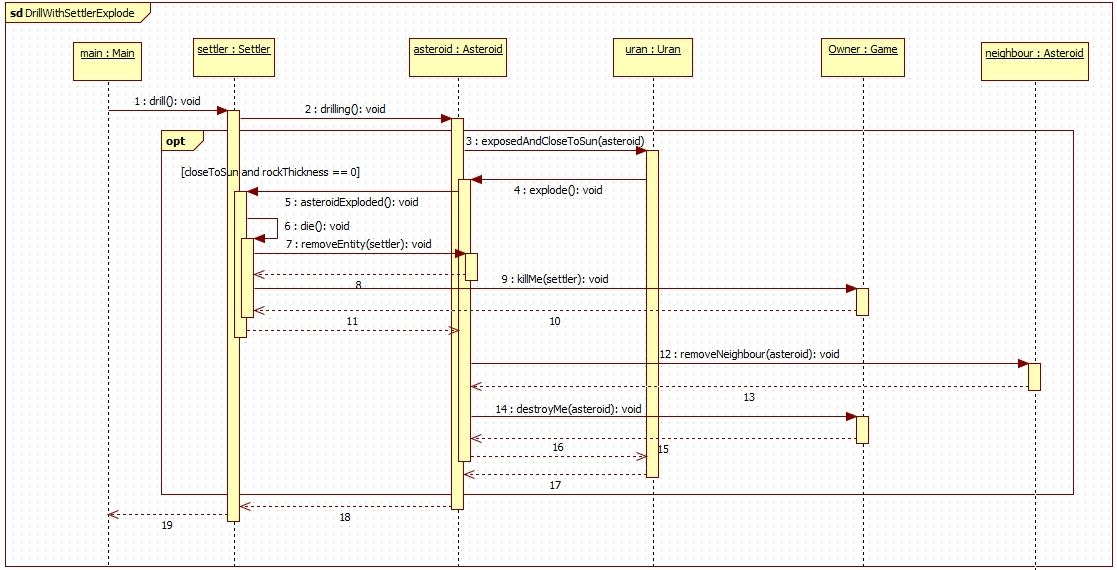 sd DrillWithSettlerExplode
main : Main
settler : Settler
asteroid : Asteroid
uran : Uran
Owner : Game
neighbour : Asteroid
1 : drill(): void
2 : drilling(): void
opt
3 : exposedAndCloseToSun(asteroid)
[closeToSun and rockThickness == 0]
4 : explode(): void
5 : asteroidExploded(): void
6 : die(): void
7 : removeEntity(settler): void
8
9 : killMe(settler): void
10
11
12 : removeNeighbour(asteroid): void
13
14 : destroyMe(asteroid): void
15
16
17
18
19